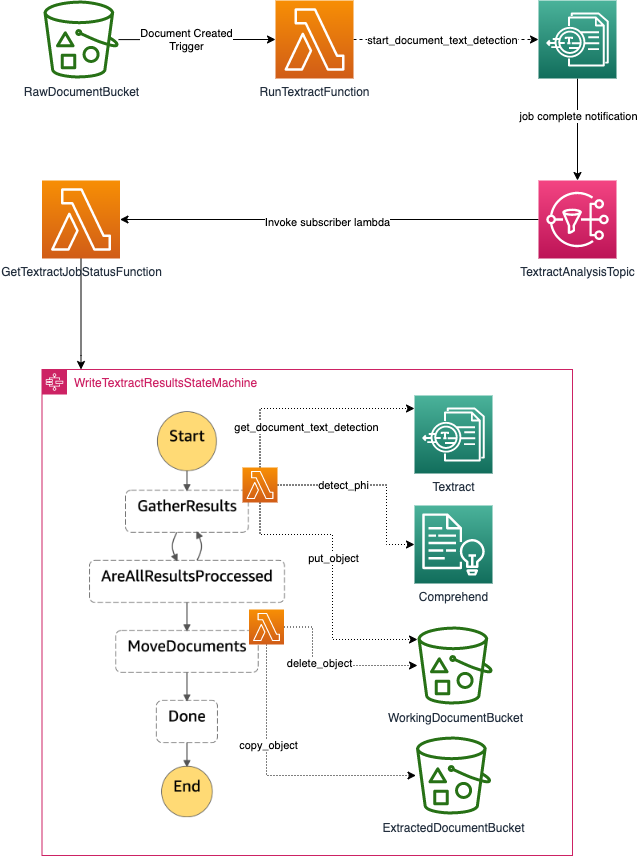 Document Created
Trigger
start_document_text_detection
RawDocumentBucket
RunTextractFunction
job complete notification
Invoke subscriber lambda
GetTextractJobStatusFunction
TextractAnalysisTopic
WriteTextractResultsStateMachine
Start
get_document_text_detection
Textract
detect_phi
GatherResults
put_object
AreAllResultsProccessed
Comprehend
MoveDocuments
delete_object
WorkingDocumentBucket
Done
copy_object
End
ExtractedDocumentBucket